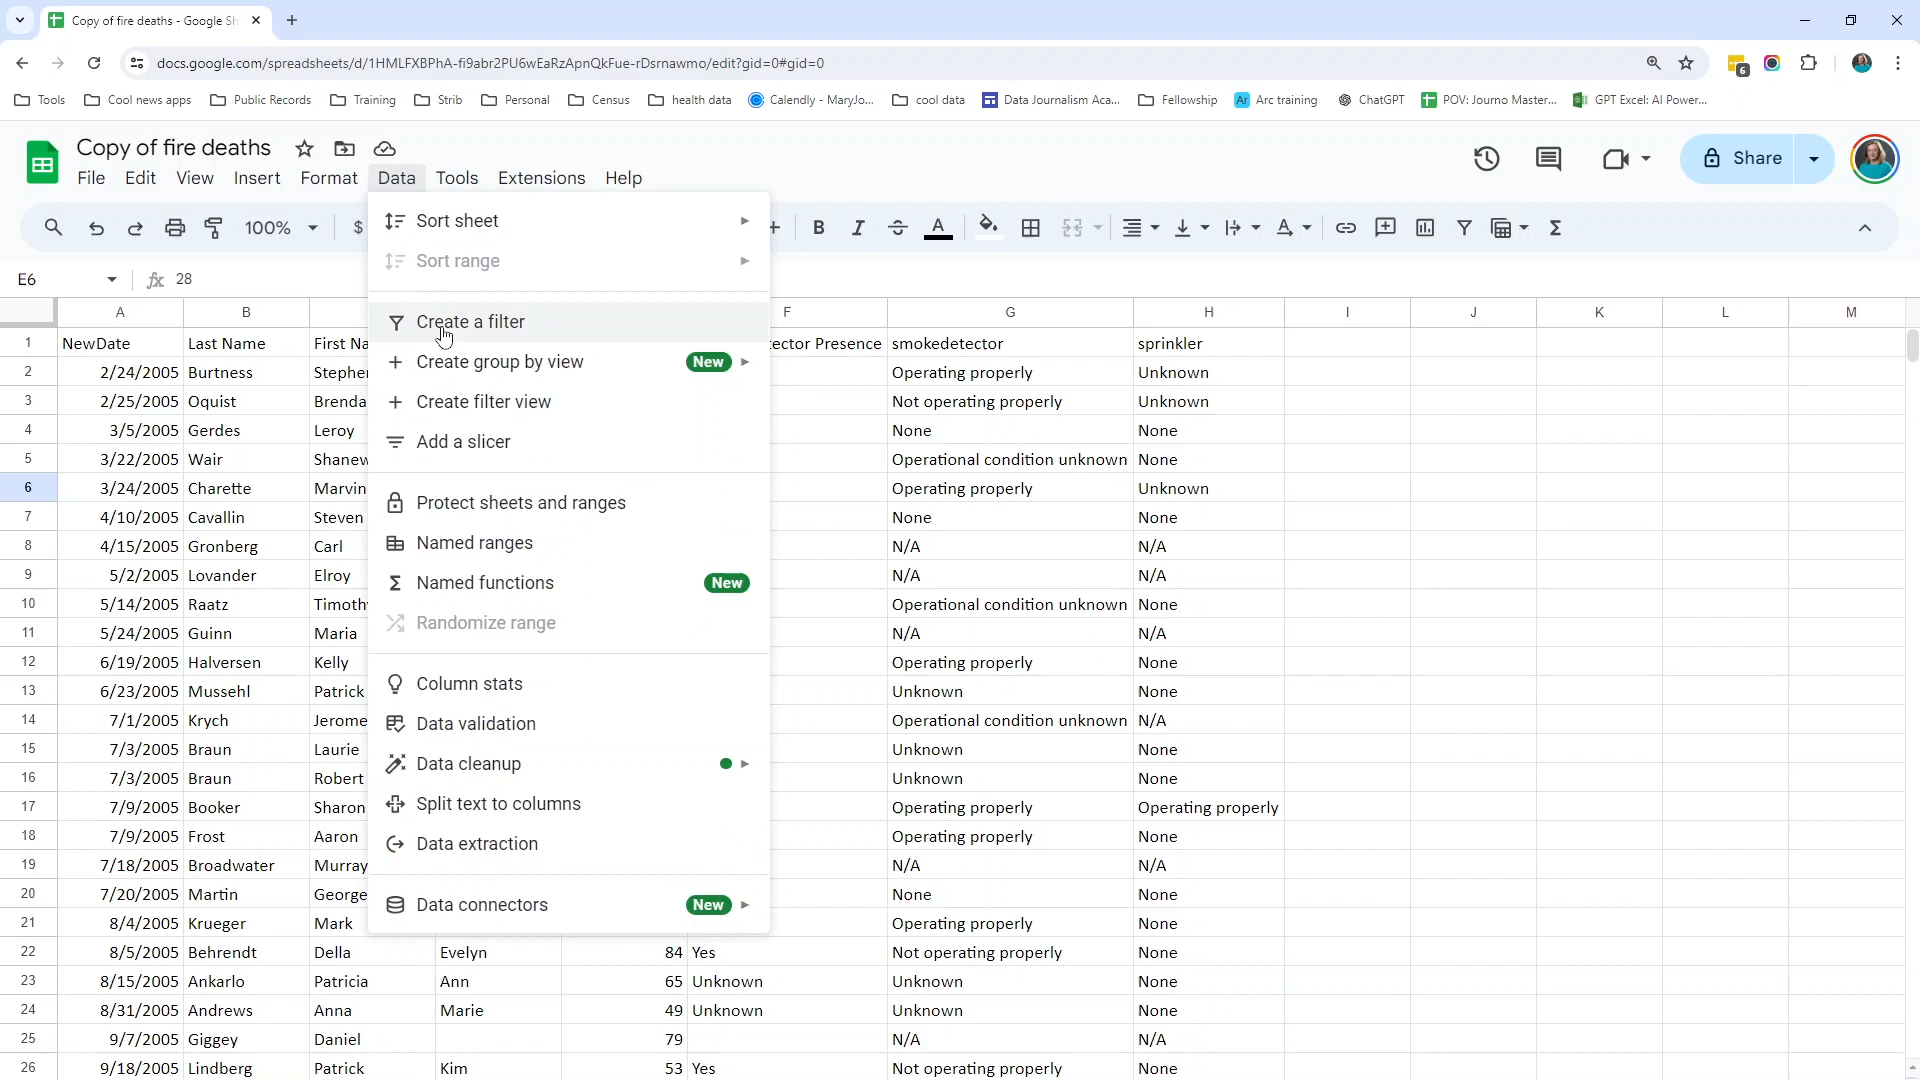 Copy of fire deaths - Google Sh
docs.google.com/spreadsheets/d/1HMLFXBPhA-fi9abr2PU6wEaRzApnQkFue-rDsrnawmo/edit?gid=0#gid=0
6
Tools Cool news apps Public Records Training Strib Personal Census health data Calendly - MaryJo... cool data Data Journalism Aca... Fellowship Ar Arc training ChatGPT POV: Journo Master... GPT Excel: AI Power...
Copy of fire deaths
File Edit View Insert Format Data Tools Extensions Help
Share
100% $ + B I A A Σ
E6 fx 28
Sort sheet
Sort range
Create a filter
Create group by view New
Create filter view
Add a slicer
Protect sheets and ranges
Named ranges
Named functions New
Randomize range
Column stats
Data validation
Data cleanup
Split text to columns
Data extraction
Data connectors New
A B F G H I J K L M
1 NewDate Last Name First Na ector Presence smokedetector sprinkler
2 2/24/2005 Burtness Stephe Operating properly Unknown
3 2/25/2005 Oquist Brenda Not operating properly Unknown
4 3/5/2005 Gerdes Leroy None None
5 3/22/2005 Wair Shanew Operational condition unknown None
6 3/24/2005 Charette Marvin Operating properly Unknown
7 4/10/2005 Cavallin Steven None None
8 4/15/2005 Gronberg Carl N/A N/A
9 5/2/2005 Lovander Elroy N/A N/A
10 5/14/2005 Raatz Timoth Operational condition unknown None
11 5/24/2005 Guinn Maria N/A N/A
12 6/19/2005 Halversen Kelly Operating properly None
13 6/23/2005 Mussehl Patrick Unknown None
14 7/1/2005 Krych Jerome Operational condition unknown N/A
15 7/3/2005 Braun Laurie Unknown None
16 7/3/2005 Braun Robert Unknown None
17 7/9/2005 Booker Sharon Operating properly Operating properly
18 7/9/2005 Frost Aaron Operating properly None
19 7/18/2005 Broadwater Murray N/A N/A
20 7/20/2005 Martin George None None
21 8/4/2005 Krueger Mark Operating properly None
22 8/5/2005 Behrendt Della Evelyn 84 Yes Not operating properly None
23 8/15/2005 Ankarlo Patricia Ann 65 Unknown Unknown None
24 8/31/2005 Andrews Anna Marie 49 Unknown Unknown None
25 9/7/2005 Giggey Daniel 79 N/A N/A
26 9/18/2005 Lindberg Patrick Kim 53 Yes Not operating properly None